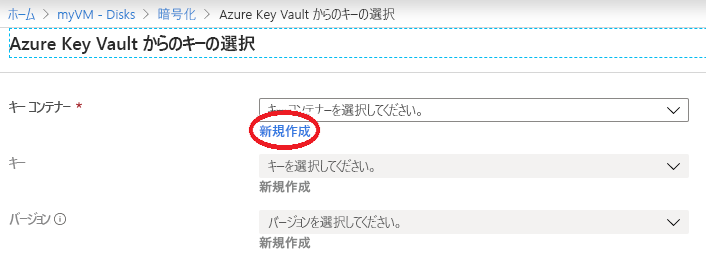 ホーム > myVM - Disks > 暗号化 > Azure Key Vault からのキーの選択
Azure Key Vault からのキーの選択
キー コンテナー * キー コンテナーを選択してください。
新規作成
キー キーを選択してください。
新規作成
バージョン バージョンを選択してください。
新規作成